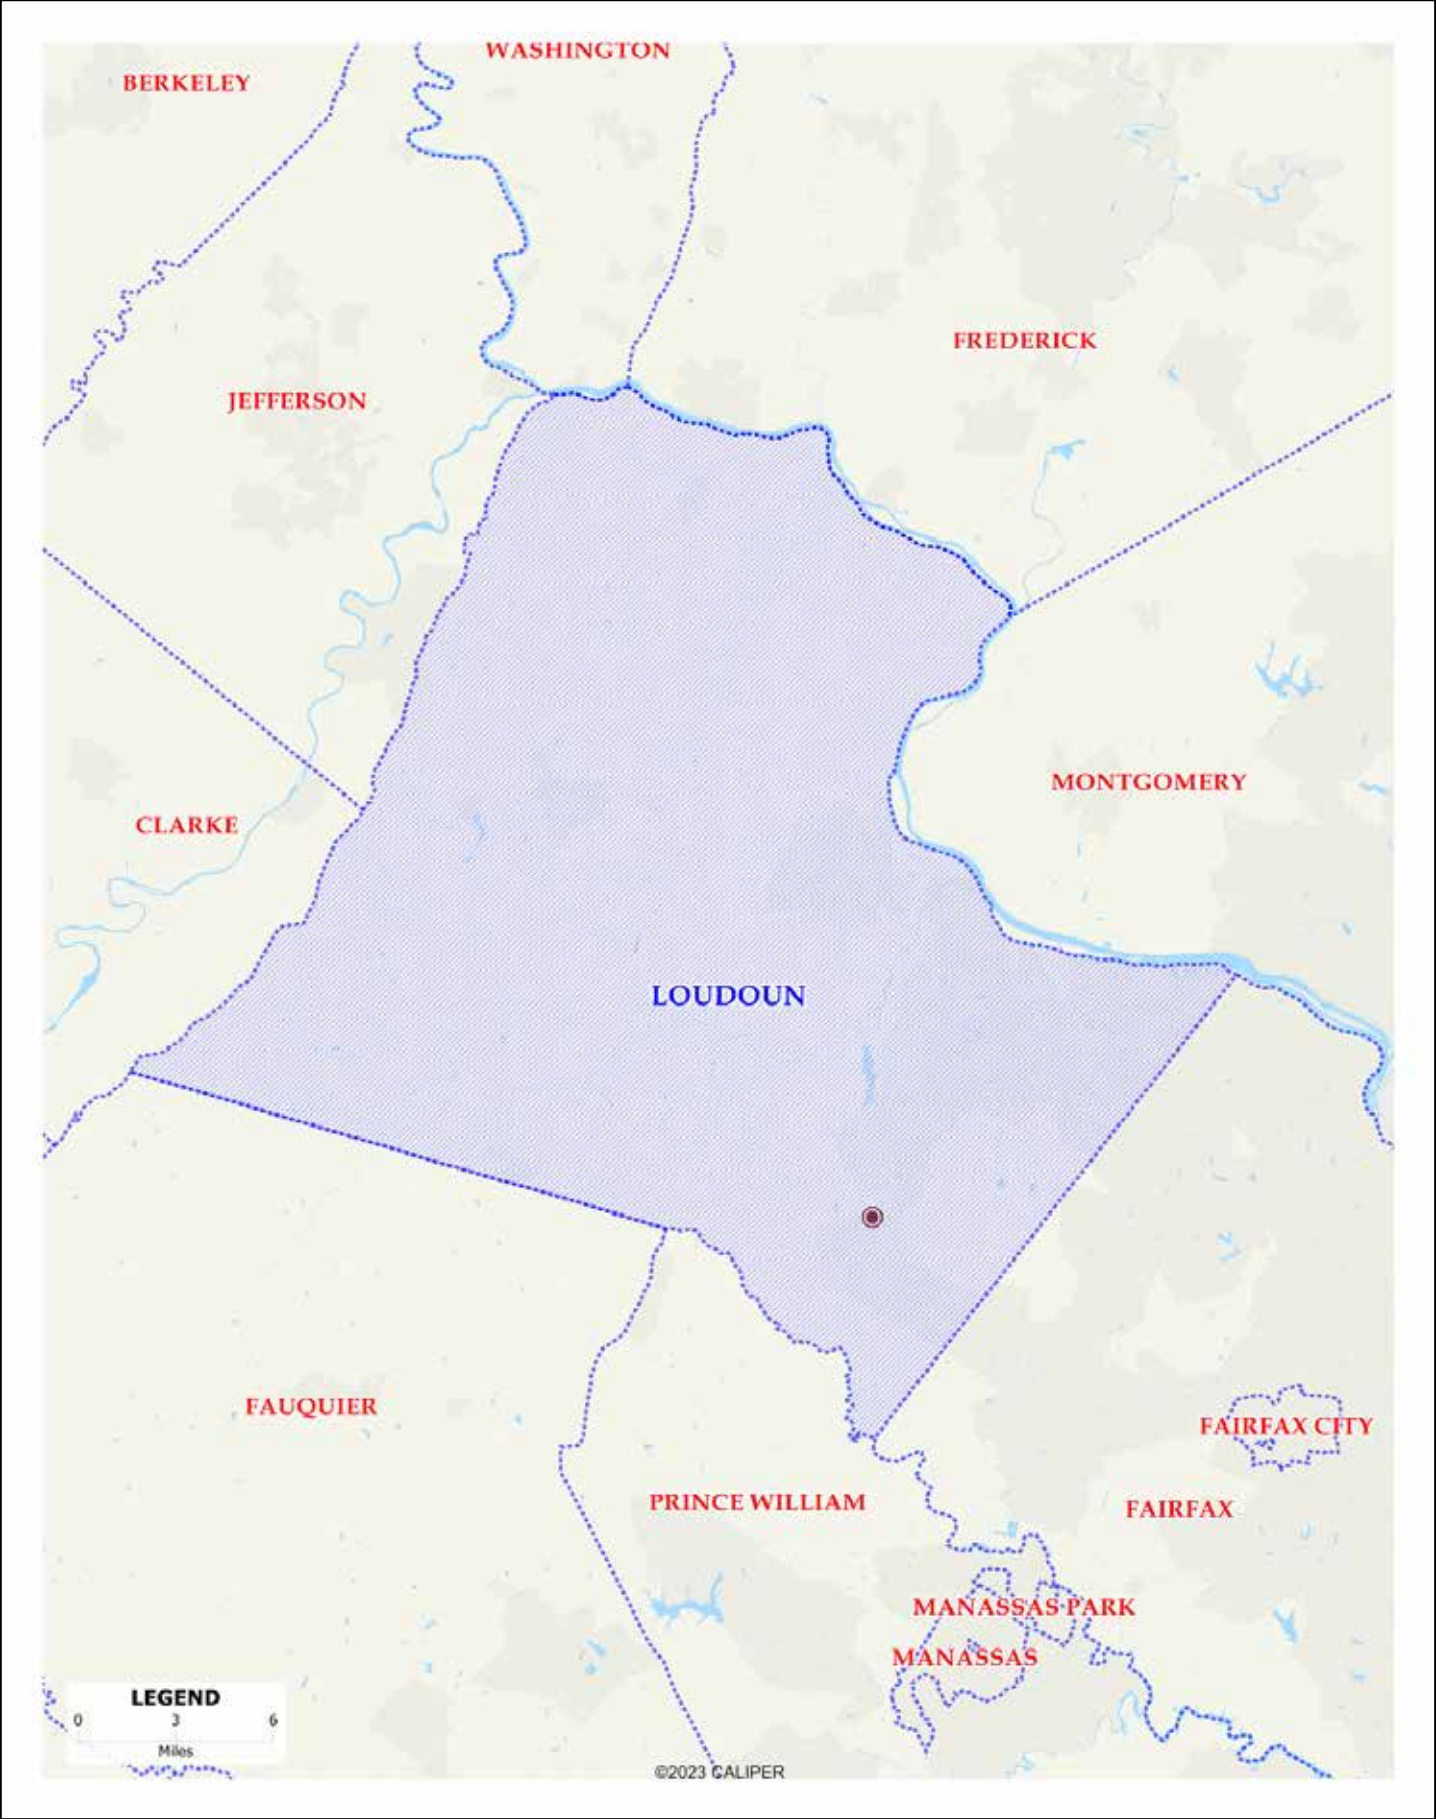 WASHINGTON
BERKELEY
FREDERICK
JEFFERSON
MONTGOMERY
CLARKE
LOUDOUN
FAUQUIER
FAIRFAX CITY
PRINCE WILLIAM
FAIRFAX
MANASSAS PARK
MANASSAS
LEGEND
0 3 6
Miles
©2023 CALIPER